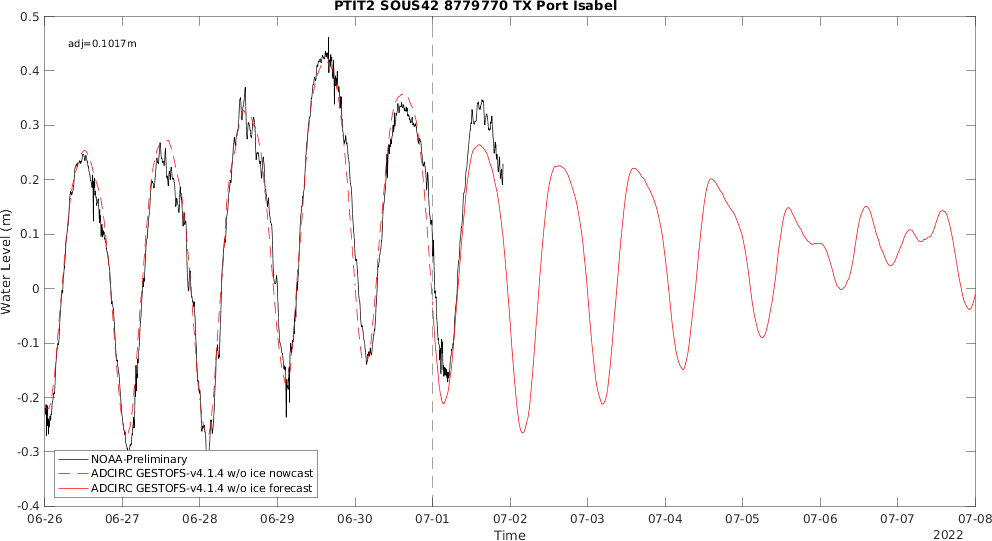 PTIT2 SOUS42 8779770 TX Port Isabel
adj=0.1017m
0.5
0.4
0.3
0.2
0.1
0
-0.1
-0.2
-0.3
-0.4
Water Level (m)
NOAA-Preliminary
ADCIRC GESTOFS-v4.1.4 w/o ice nowcast
ADCIRC GESTOFS-v4.1.4 w/o ice forecast
06-26 06-27 06-28 06-29 06-30 07-01 07-02 07-03 07-04 07-05 07-06 07-07 07-08
Time
2022